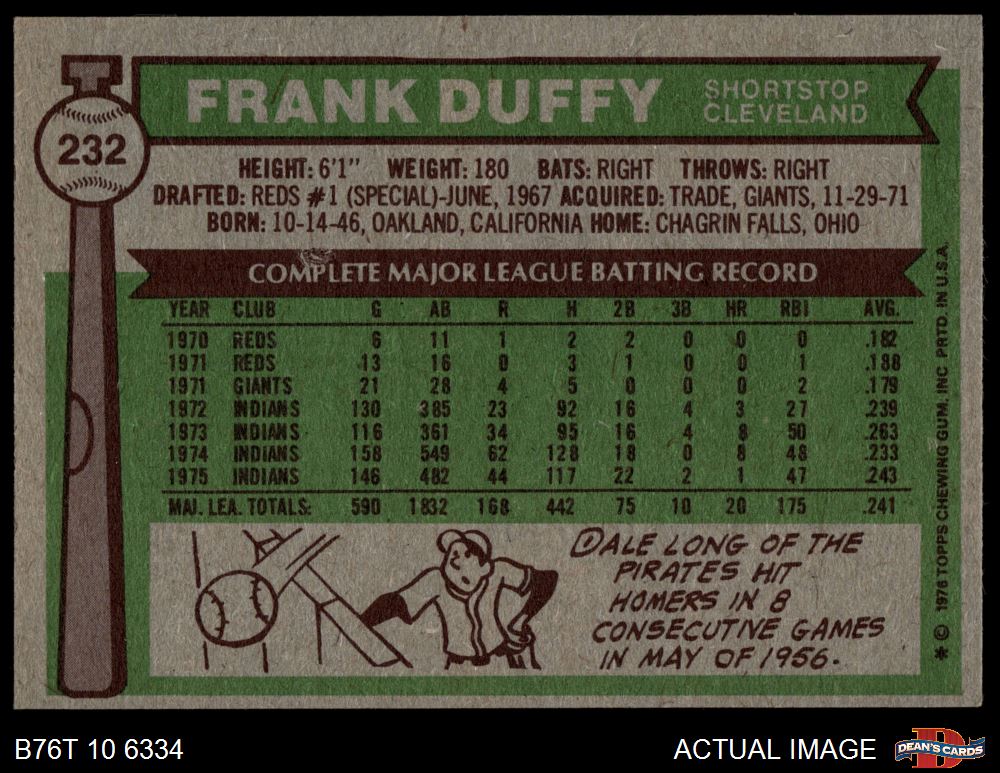 232
FRANK DUFFY
SHORTSTOP
CLEVELAND
HEIGHT: 6'1" WEIGHT: 180 BATS: RIGHT THROWS: RIGHT
DRAFTED: REDS #1 (SPECIAL)-JUNE, 1967 ACQUIRED: TRADE, GIANTS, 11-29-71
BORN: 10-14-46, OAKLAND, CALIFORNIA HOME: CHAGRIN FALLS, OHIO
COMPLETE MAJOR LEAGUE BATTING RECORD
YEAR CLUB G AB R H 2B 3B HR RBI AVG.
1970 REDS 6 11 1 2 2 0 0 0 .182
1971 REDS 13 16 0 3 1 0 0 1 .188
1971 GIANTS 21 28 4 5 0 0 0 2 .179
1972 INDIANS 130 385 23 92 16 4 3 27 .239
1973 INDIANS 116 361 34 95 16 4 8 50 .263
1974 INDIANS 158 549 62 128 18 0 8 48 .233
1975 INDIANS 146 482 44 117 22 2 1 47 .243
MAJ. LEA. TOTALS: 590 1832 168 442 75 10 20 175 .241
DALE LONG OF THE
PIRATES HIT
HOMERS IN 8
CONSECUTIVE GAMES
IN MAY OF 1956.
* © 1976 TOPPS CHEWING GUM, INC PRTD. IN U.S.A.
B76T 10 6334
ACTUAL IMAGE
D
DEAN'S CARDS